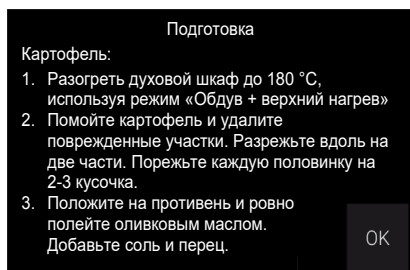 Подготовка
Картофель:
1. Разогреть духовой шкаф до 180 °C,
используя режим «Обдув + верхний нагрев»
2. Помойте картофель и удалите
поврежденные участки. Разрежьте вдоль на
две части. Порежьте каждую половинку на
2-3 кусочка.
3. Положите на противень и ровно
полейте оливковым маслом.
Добавьте соль и перец.
OK